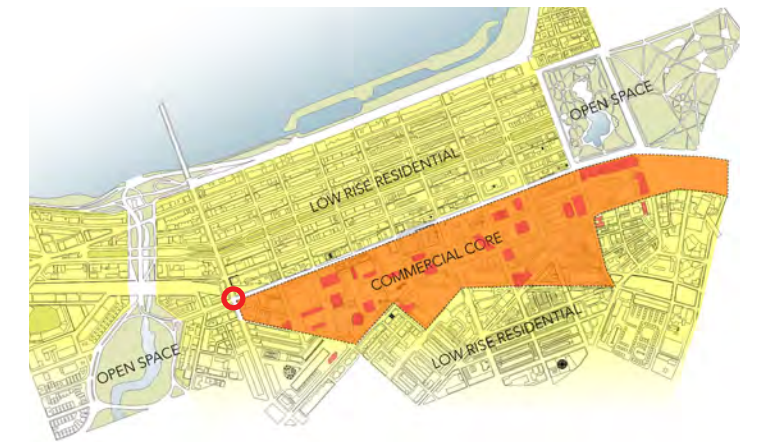 OPEN SPACE
LOW RISE RESIDENTIAL
COMMERCIAL CORE
LOW RISE RESIDENTIAL
OPEN SPACE